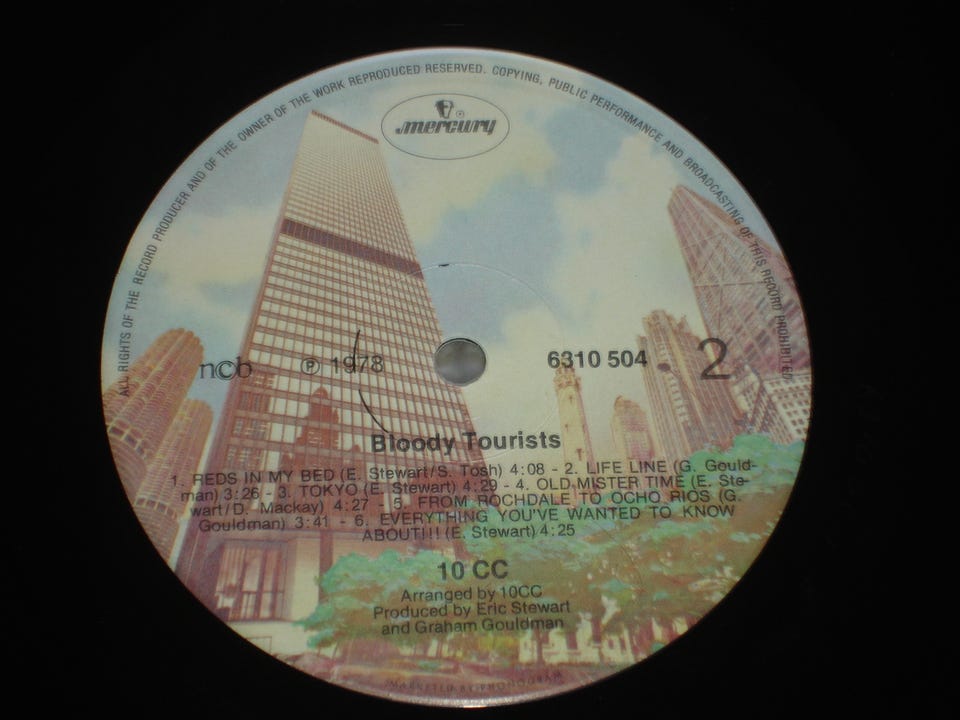 ALL RIGHTS OF THE RECORD PRODUCER AND OF THE OWNER OF THE WORK REPRODUCED RESERVED. COPYING, PUBLIC PERFORMANCE AND BROADCASTING OF THIS RECORD PROHIBITED
mercury
n©b ℗ 1978 6310 504 2
Bloody Tourists
1. REDS IN MY BED (E. Stewart/S. Tosh) 4:08 - 2. LIFE LINE (G. Gould-
man) 3:26 - 3. TOKYO (E. Stewart) 4:29 - 4. OLD MISTER TIME (E. Ste-
wart/D. Mackay) 4:27 - 5. FROM ROCHDALE TO OCHO RIOS (G.
Gouldman) 3:41 - 6. EVERYTHING YOU'VE WANTED TO KNOW
ABOUT!!! (E. Stewart) 4:25
10 CC
Arranged by 10CC
Produced by Eric Stewart
and Graham Gouldman
MARKETED BY PHONOGRAM